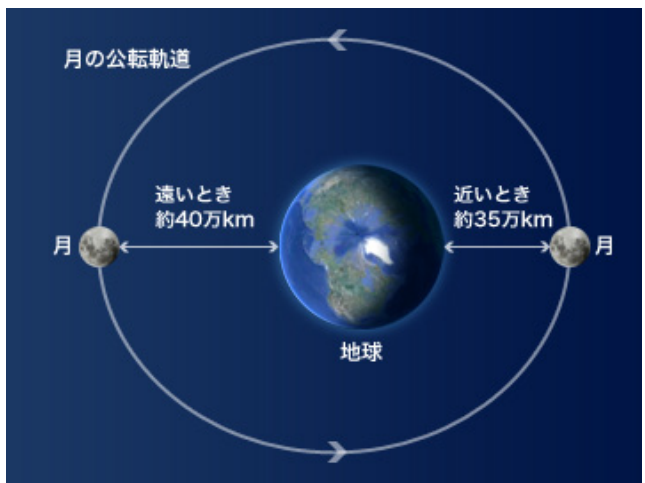 月の公転軌道
遠いとき
約40万km
近いとき
約35万km
月
月
地球